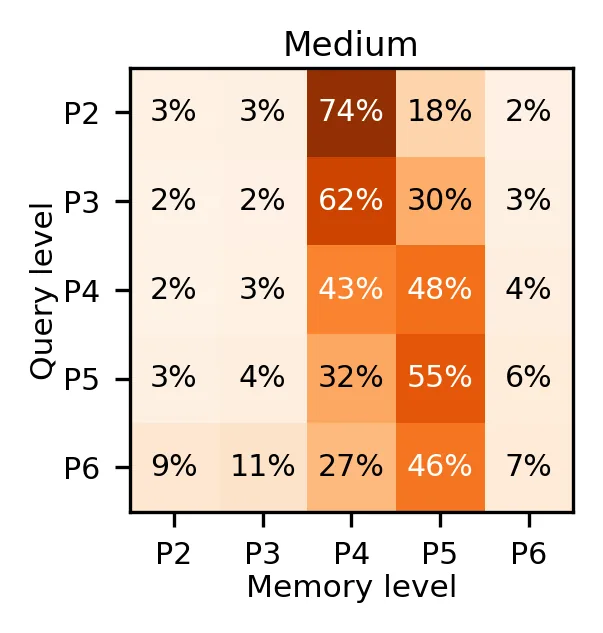 Medium
Query level
P2 3% 3% 74% 18% 2%
P3 2% 2% 62% 30% 3%
P4 2% 3% 43% 48% 4%
P5 3% 4% 32% 55% 6%
P6 9% 11% 27% 46% 7%
P2 P3 P4 P5 P6
Memory level